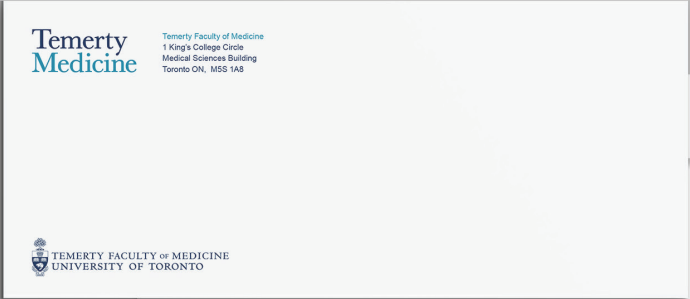 Temerty
Medicine
Temerty Faculty of Medicine
1 King's College Circle
Medical Sciences Building
Toronto ON, M5S 1A8
TEMERTY FACULTY OF MEDICINE
UNIVERSITY OF TORONTO